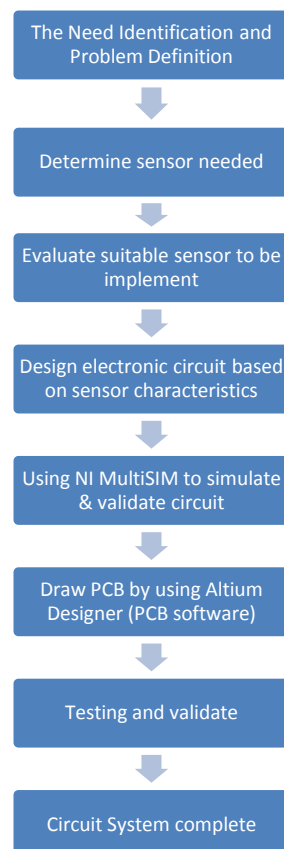 The Need Identification and
Problem Definition
Determine sensor needed
Evaluate suitable sensor to be
implement
Design electronic circuit based
on sensor characteristics
Using NI MultiSIM to simulate
& validate circuit
Draw PCB by using Altium
Designer (PCB software)
Testing and validate
Circuit System complete